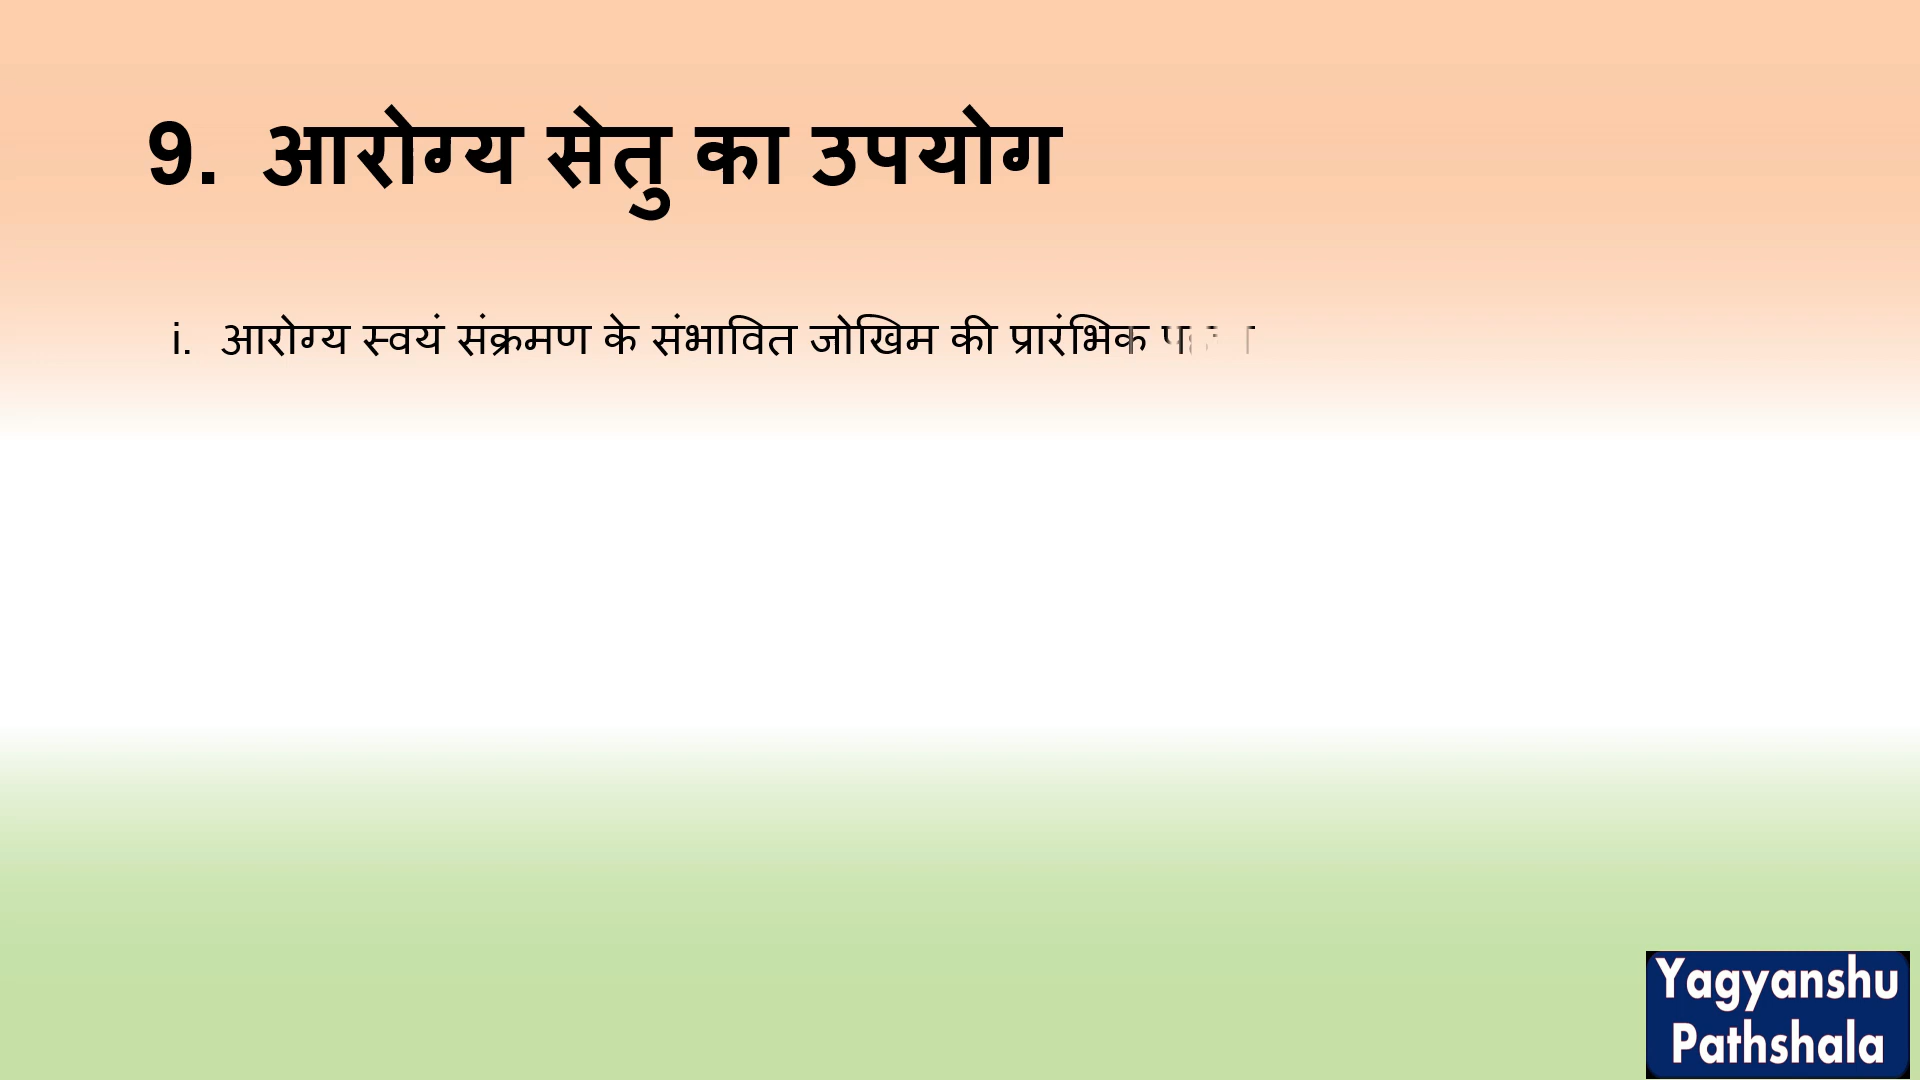 9. आरोग्य सेतु का उपयोग
i. आरोग्य स्वयं संक्रमण के संभावित जोखिम की प्रारंभिक
Yagyanshu
Pathshala